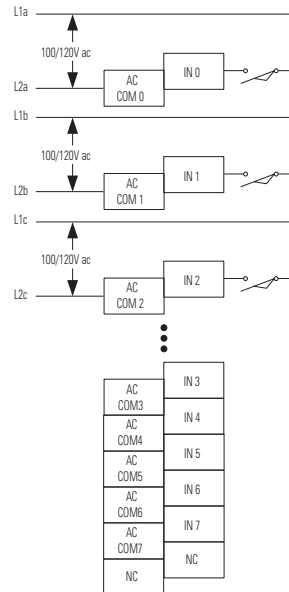 L1a
100/120V ac
IN 0
AC
COM 0
L2a
L1b
100/120V ac
IN 1
AC
COM 1
L2b
L1c
100/120V ac
IN 2
AC
COM 2
L2c
IN 3
AC
COM3
IN 4
AC
COM4
IN 5
AC
COM5
IN 6
AC
COM6
IN 7
AC
COM7
NC
NC